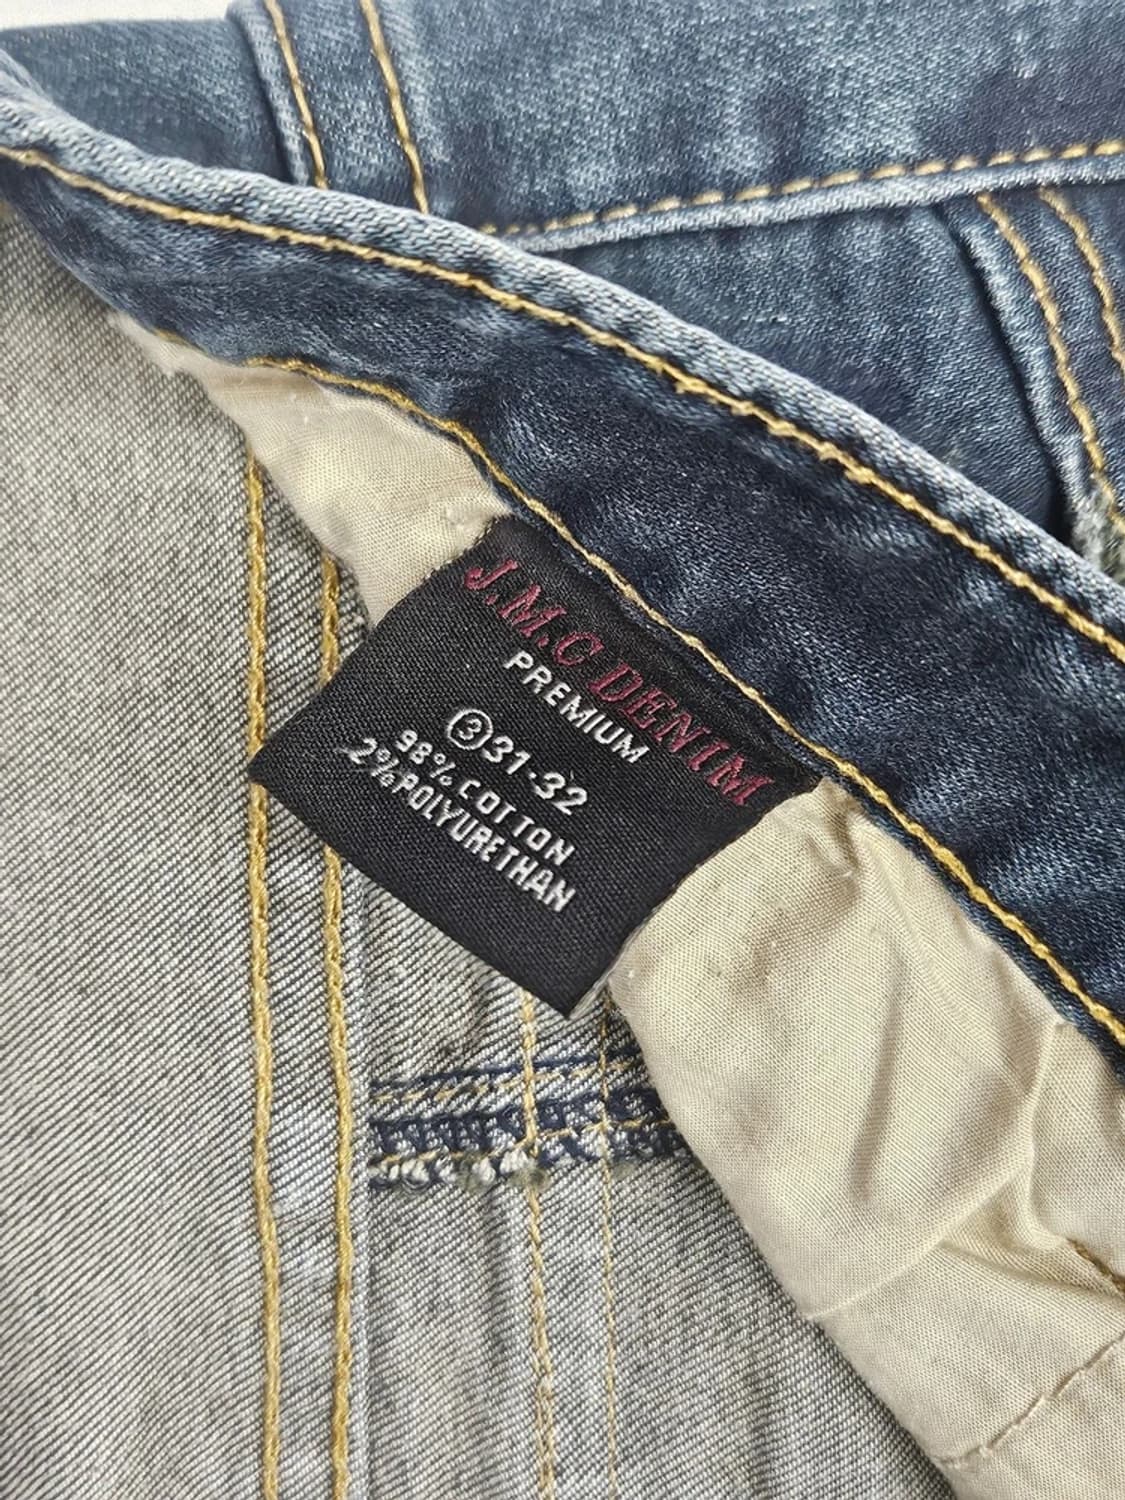 J.M.C DENIM
PREMIUM
③31-32
98% COTTON
2%POLYURETHAN